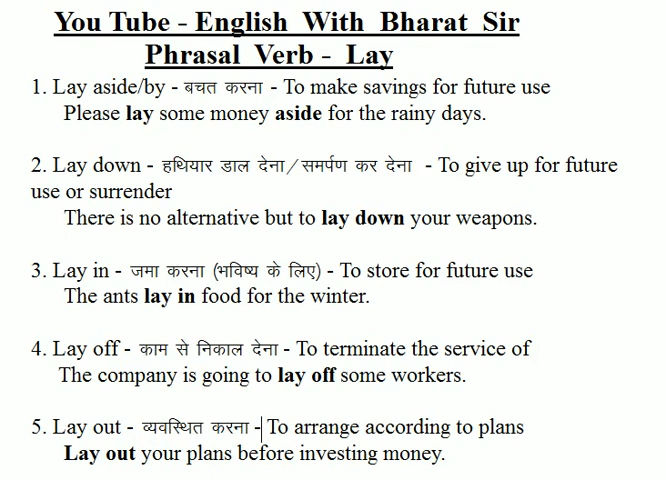 You Tube - English With Bharat Sir
Phrasal Verb - Lay
1. Lay aside/by - बचत करना - To make savings for future use
Please lay some money aside for the rainy days.
2. Lay down - हथियार डाल देना/समर्पण कर देना - To give up for future
use or surrender
There is no alternative but to lay down your weapons.
3. Lay in - जमा करना (भविष्य के लिए) - To store for future use
The ants lay in food for the winter.
4. Lay off - काम से निकाल देना - To terminate the service of
The company is going to lay off some workers.
5. Lay out - व्यवस्थित करना - To arrange according to plans
Lay out your plans before investing money.